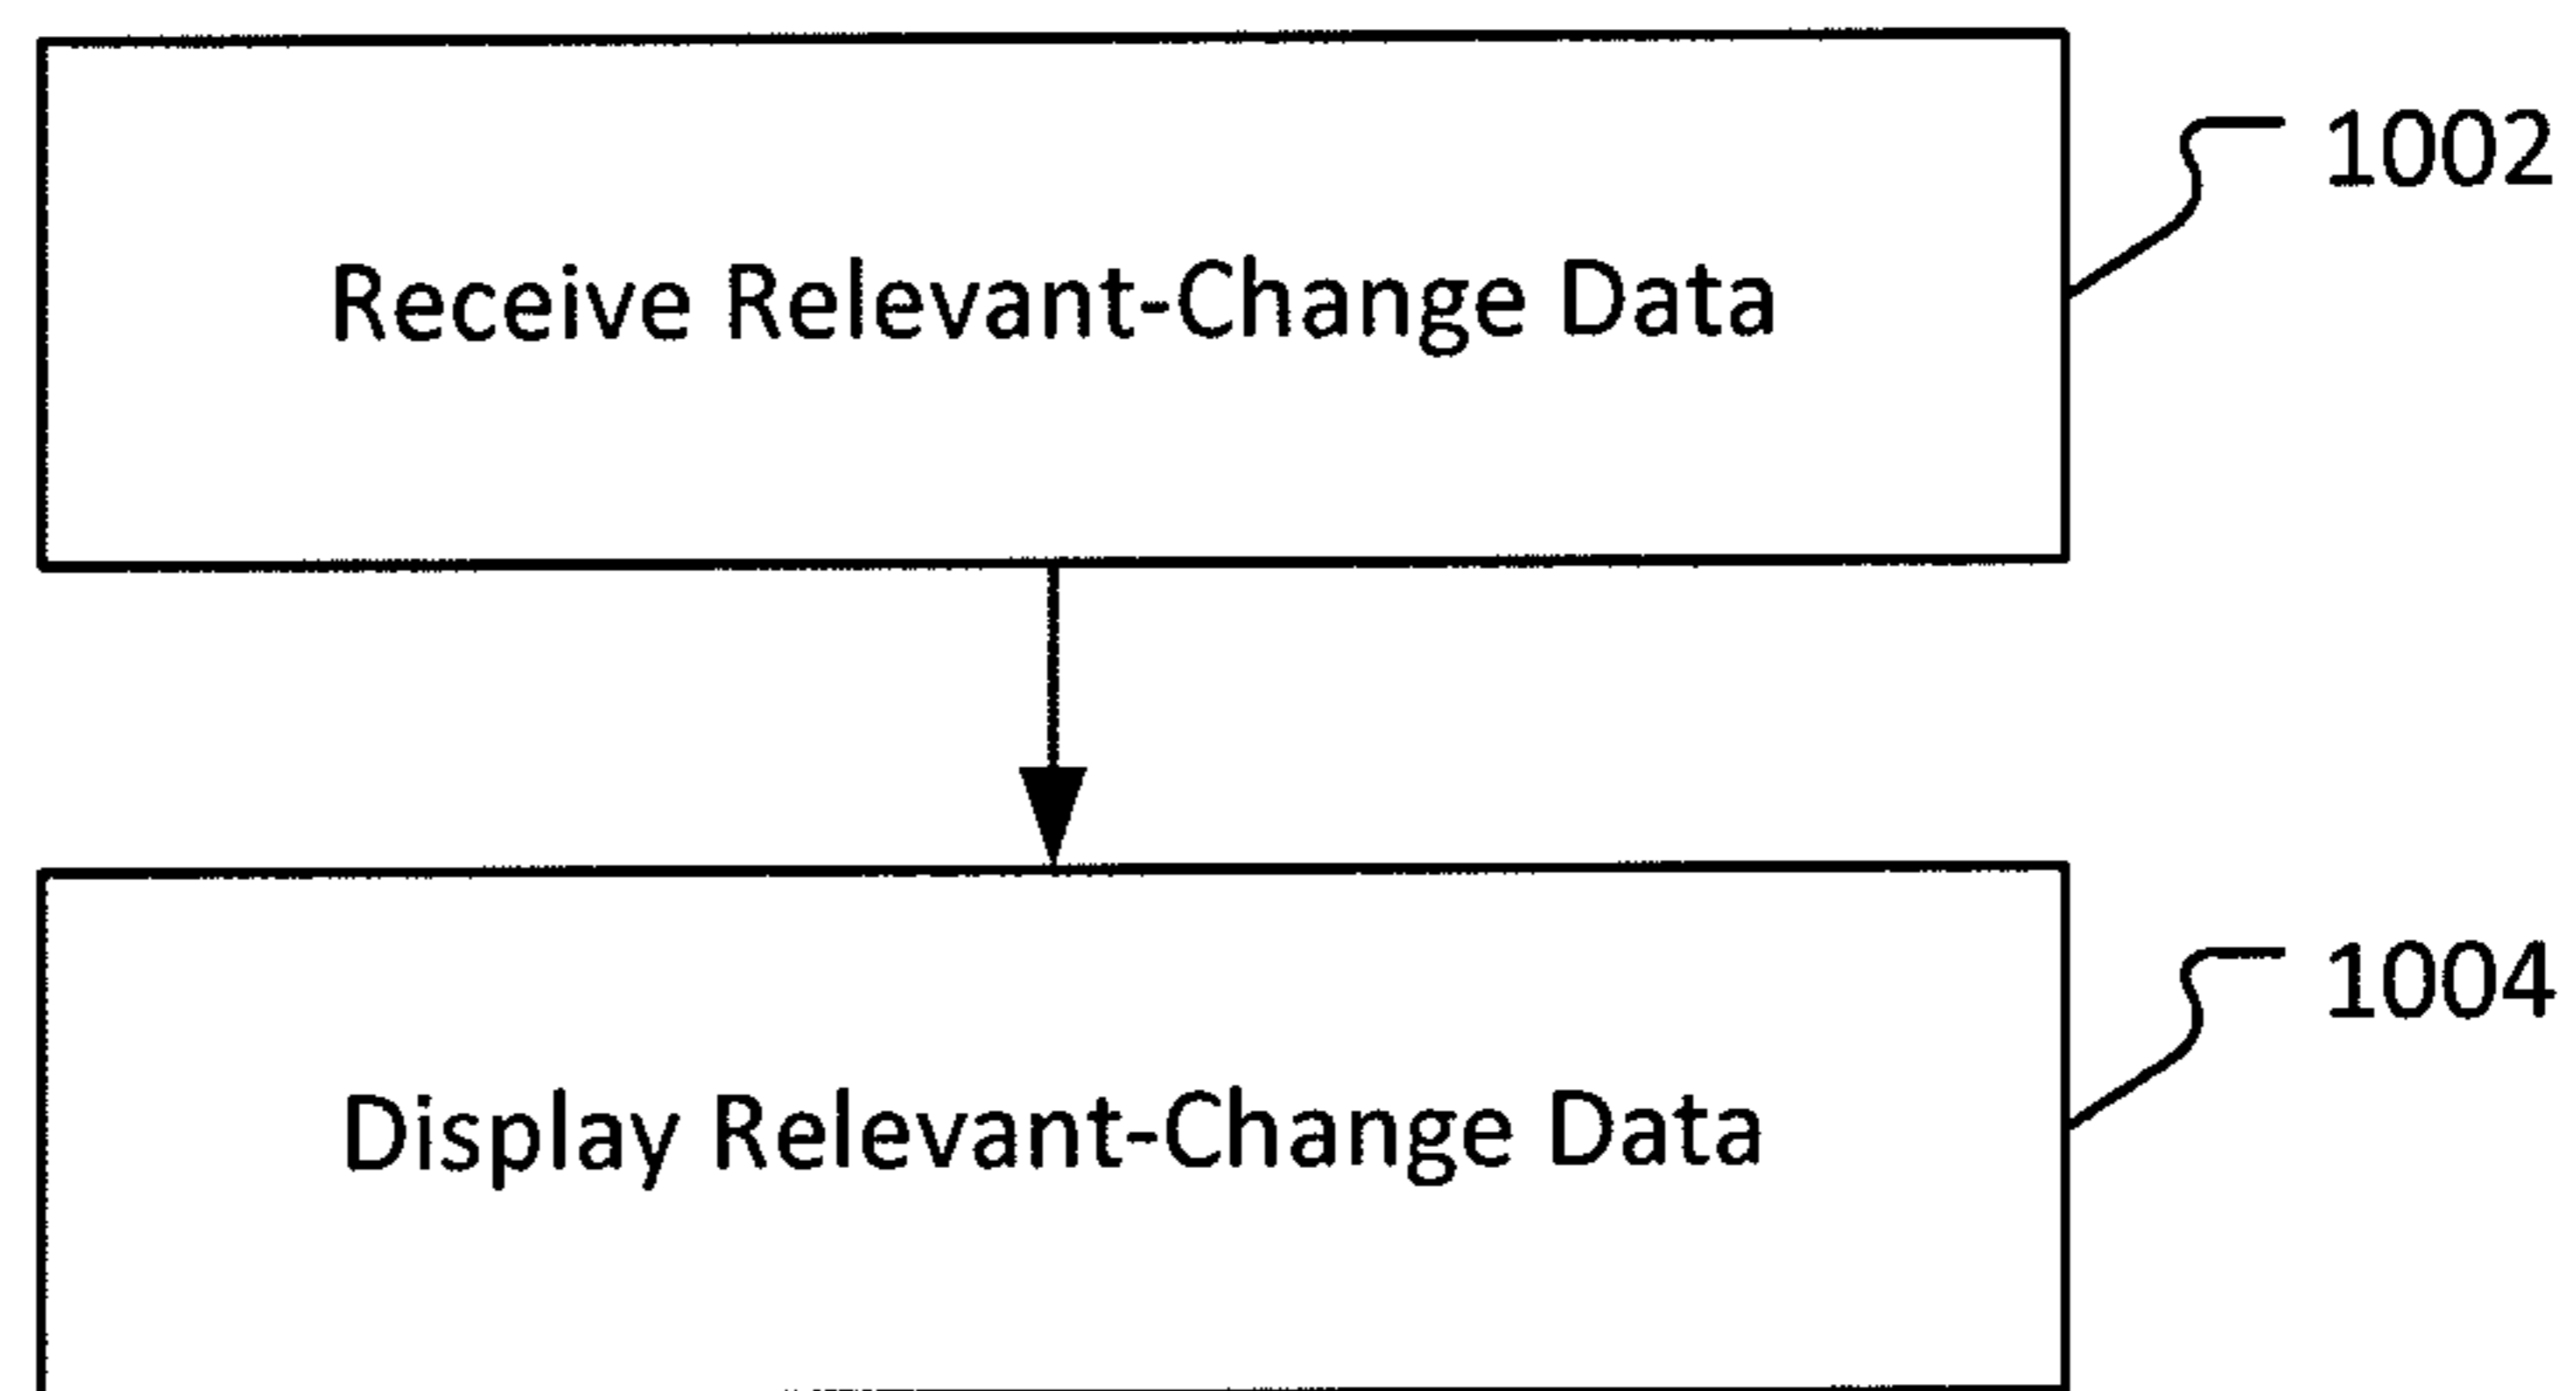 1002
Receive Relevant-Change Data
1004
Display Relevant-Change Data